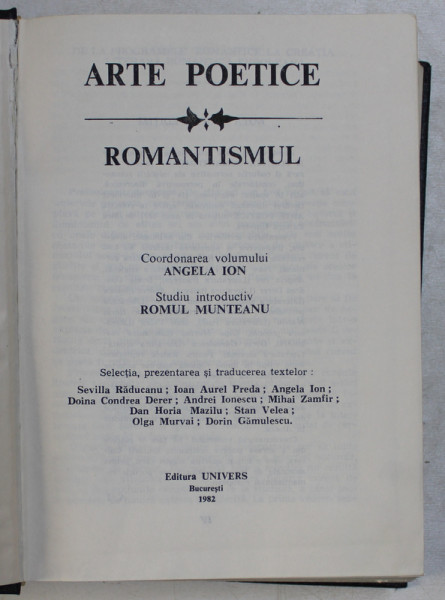 ARTE POETICE
ROMANTISMUL
Coordonarea volumului
ANGELA ION
Studiu introductiv
ROMUL MUNTEANU
Selecția, prezentarea și traducerea textelor :
Sevilla Răducanu ; Ioan Aurel Preda ; Angela Ion ;
Doina Condrea Derer ; Andrei Ionescu ; Mihai Zamfir ;
Dan Horia Mazilu ; Stan Velea ;
Olga Murvai ; Dorin Gămulescu.
Editura UNIVERS
București
1982